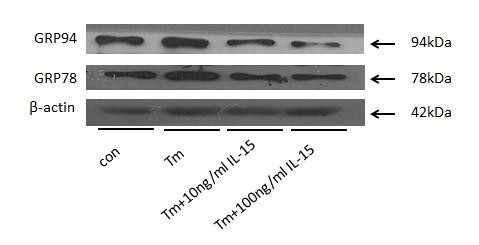 GRP94 94kDa
GRP78 78kDa
β-actin 42kDa
con
Tm
Tm+10ng/ml IL-15
Tm+100ng/ml IL-15